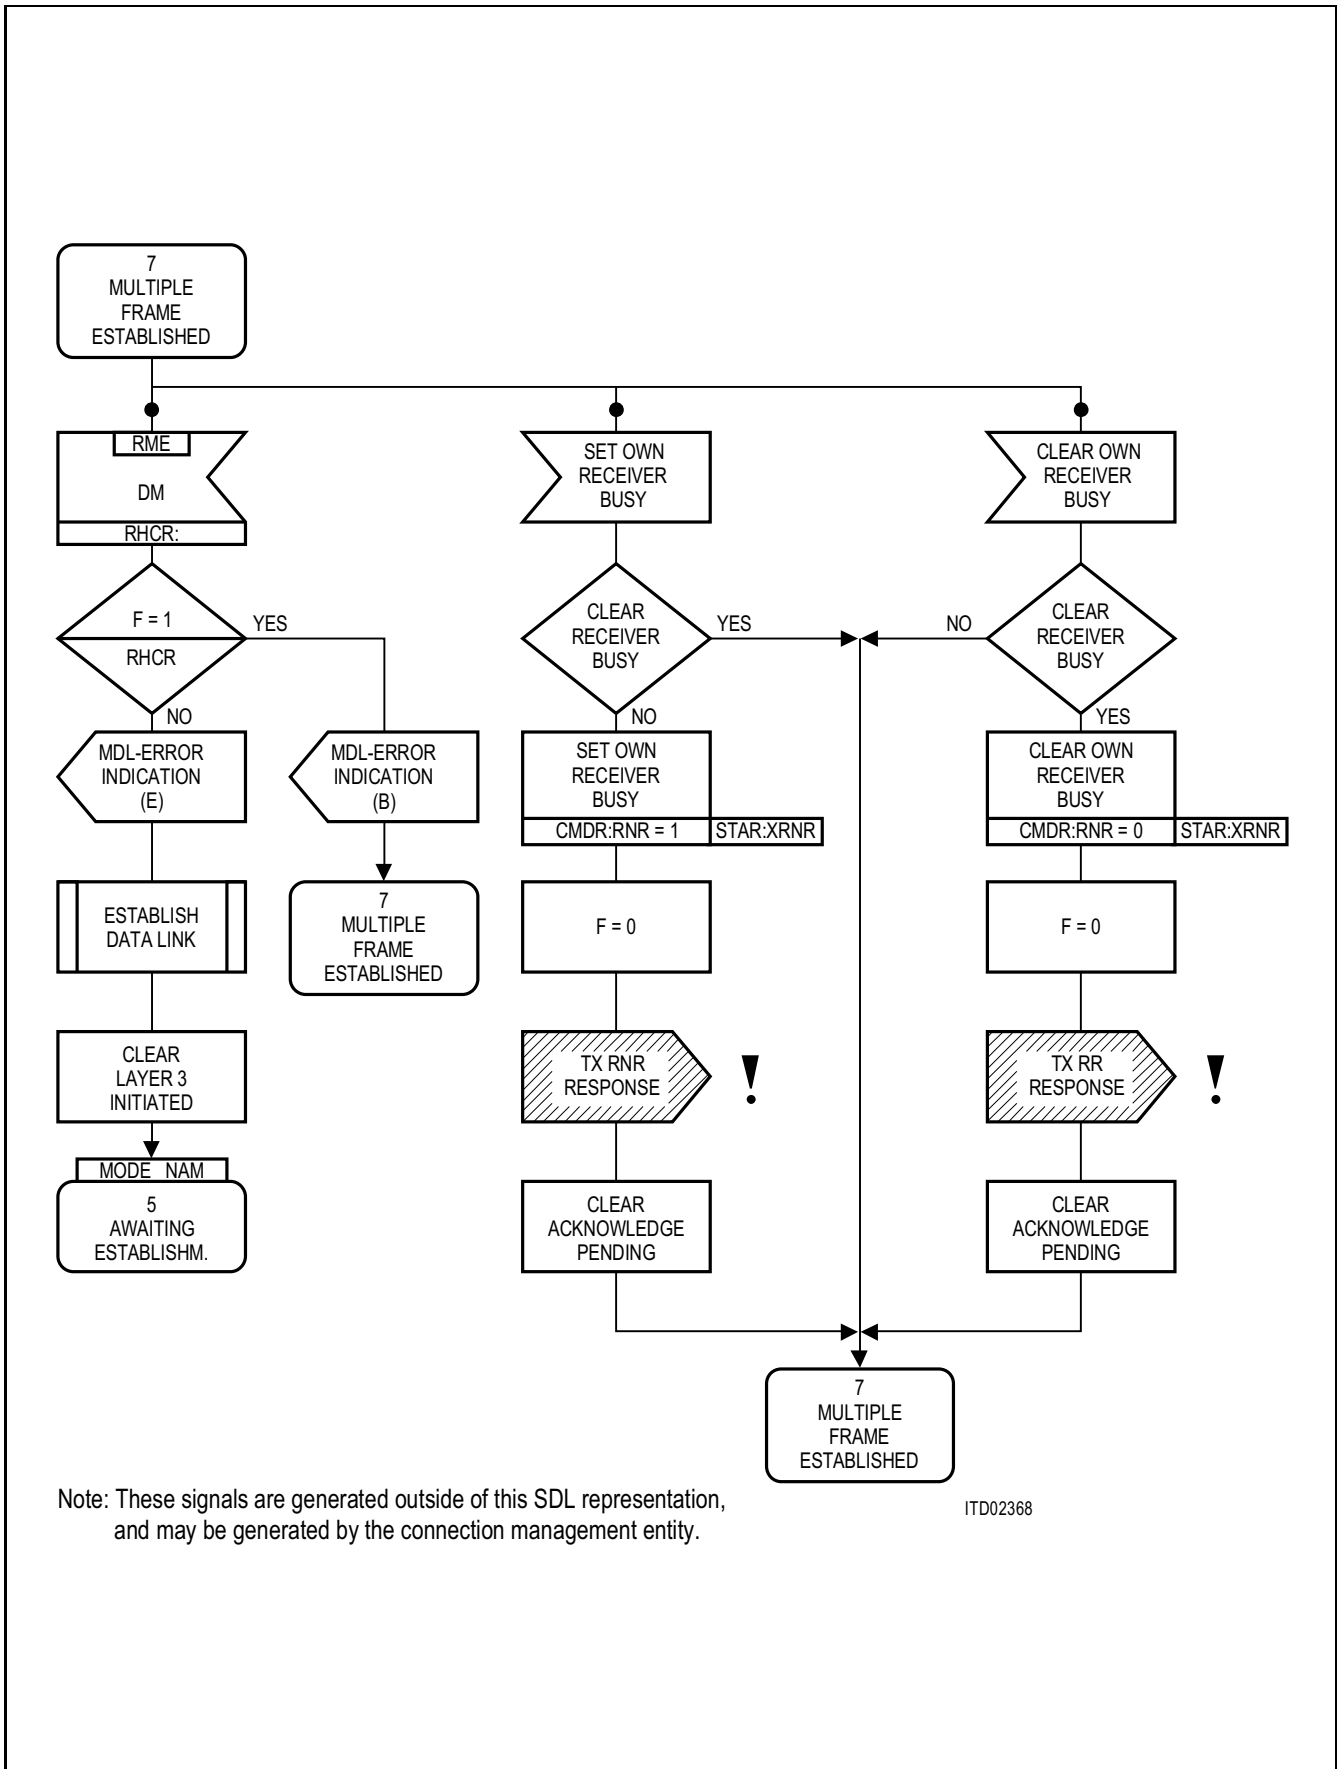 7
MULTIPLE
FRAME
ESTABLISHED
RME
DM
RHCR:
F = 1
RHCR
YES
NO
MDL-ERROR
INDICATION
(E)
ESTABLISH
DATA LINK
CLEAR
LAYER 3
INITIATED
MODE NAM
5
AWAITING
ESTABLISHM.
MDL-ERROR
INDICATION
(B)
7
MULTIPLE
FRAME
ESTABLISHED
SET OWN
RECEIVER
BUSY
CLEAR
RECEIVER
BUSY
YES
NO
SET OWN
RECEIVER
BUSY
CMDR:RNR = 1
STAR:XRNR
F = 0
TX RNR
RESPONSE
!
CLEAR
ACKNOWLEDGE
PENDING
CLEAR OWN
RECEIVER
BUSY
NO
CLEAR
RECEIVER
BUSY
YES
CLEAR OWN
RECEIVER
BUSY
CMDR:RNR = 0
STAR:XRNR
F = 0
TX RR
RESPONSE
!
CLEAR
ACKNOWLEDGE
PENDING
7
MULTIPLE
FRAME
ESTABLISHED
Note: These signals are generated outside of this SDL representation,
and may be generated by the connection management entity.
ITD02368